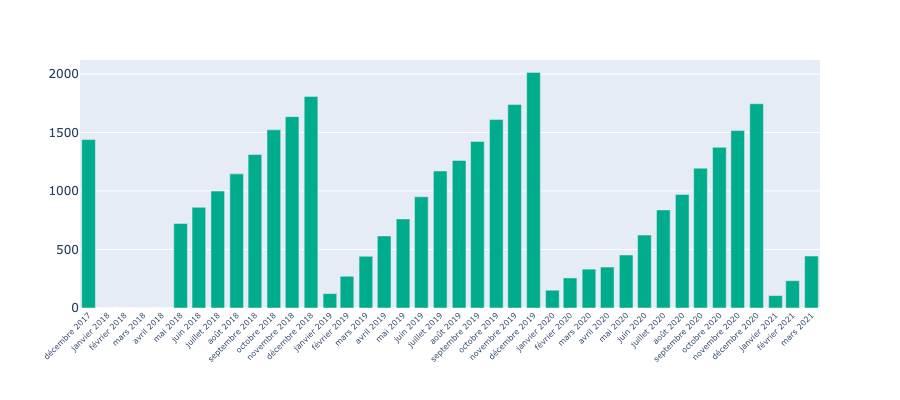 2000
1500
1000
500
0
décembre 2017
janvier 2018
février 2018
mars 2018
avril 2018
mai 2018
juin 2018
juillet 2018
août 2018
septembre 2018
octobre 2018
novembre 2018
décembre 2018
janvier 2019
février 2019
mars 2019
avril 2019
mai 2019
juin 2019
juillet 2019
août 2019
septembre 2019
octobre 2019
novembre 2019
décembre 2019
janvier 2020
février 2020
mars 2020
avril 2020
mai 2020
juin 2020
juillet 2020
août 2020
septembre 2020
octobre 2020
novembre 2020
décembre 2020
janvier 2021
février 2021
mars 2021